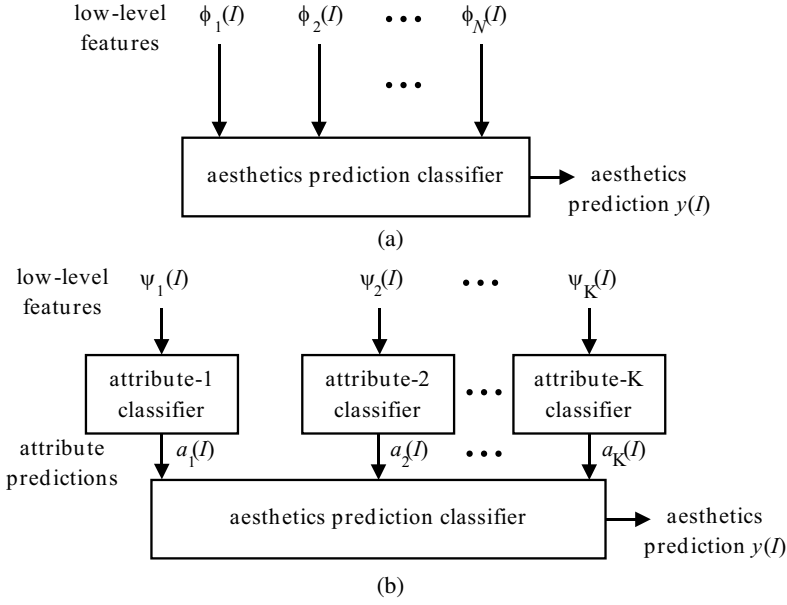 low-level features ϕ1(I) ϕ2(I) ••• ϕN(I)
•••
aesthetics prediction classifier
aesthetics prediction y(I)
(a)
low-level features ψ1(I) ψ2(I) ••• ψK(I)
attribute-1 classifier
attribute-2 classifier
•••
attribute-K classifier
attribute predictions a1(I) a2(I) ••• aK(I)
aesthetics prediction classifier
aesthetics prediction y(I)
(b)